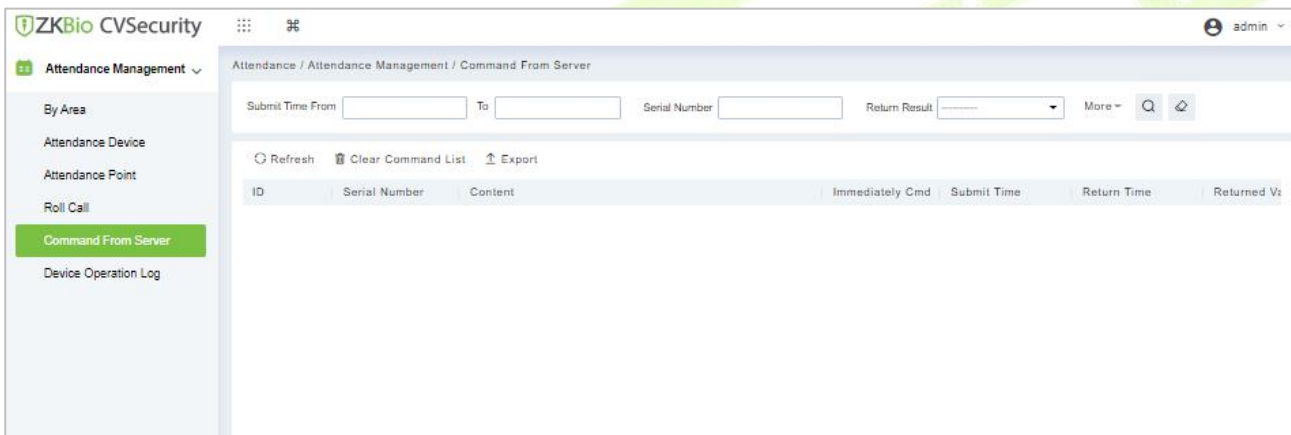 ZKBio CVSecurity
admin
Attendance Management
Attendance / Attendance Management / Command From Server
By Area
Attendance Device
Attendance Point
Roll Call
Command From Server
Device Operation Log
Submit Time From To Serial Number Return Result ---------- More
Refresh Clear Command List Export
ID Serial Number Content Immediately Cmd Submit Time Return Time Returned